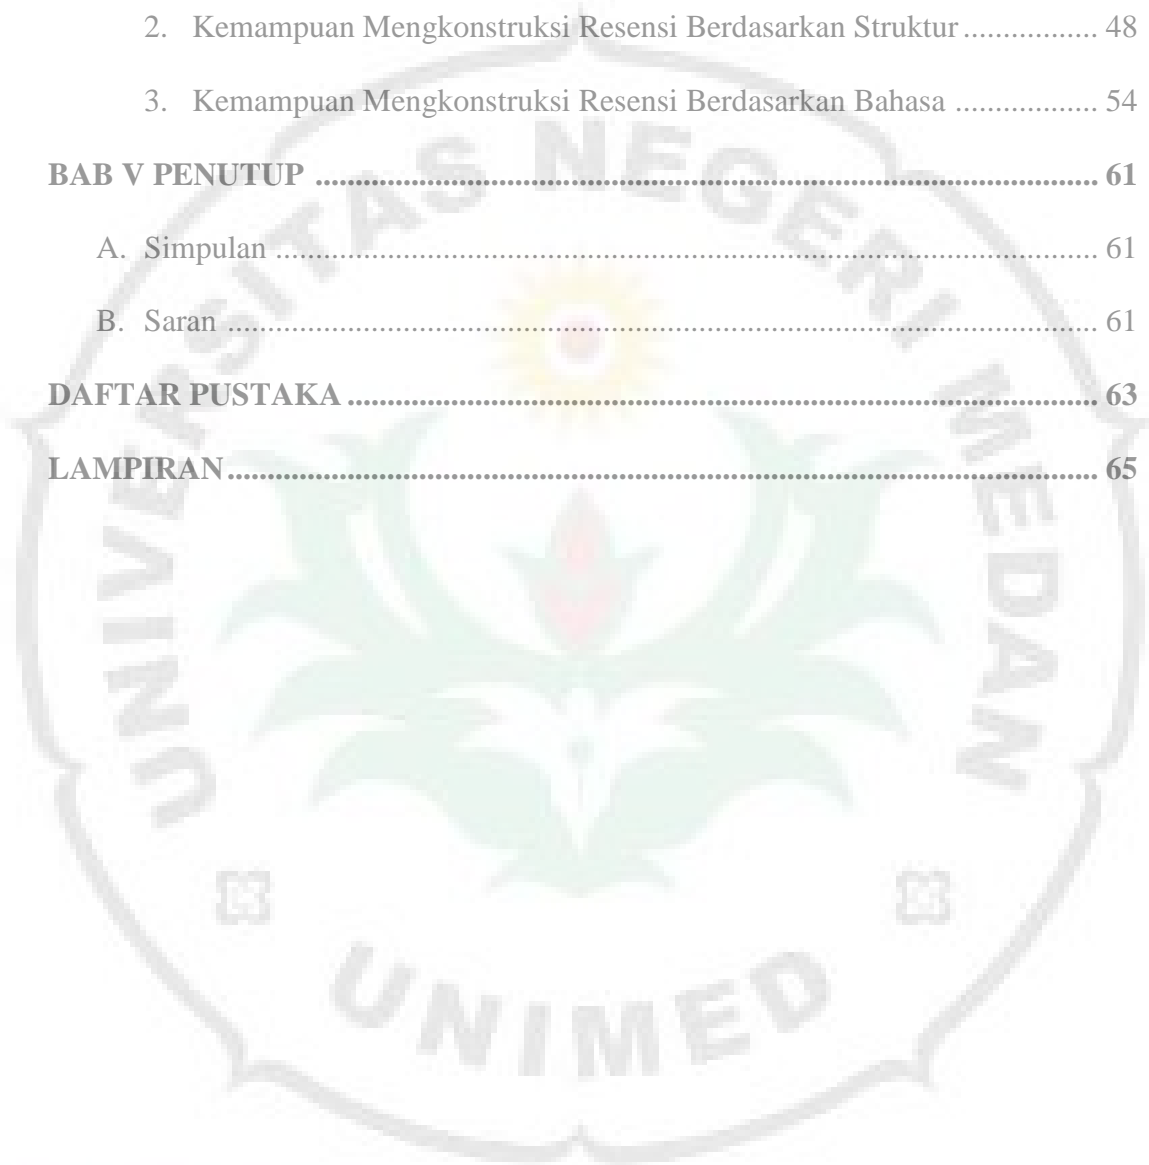 2. Kemampuan Mengkonstruksi Resensi Berdasarkan Struktur ................. 48
3. Kemampuan Mengkonstruksi Resensi Berdasarkan Bahasa .................. 54
BAB V PENUTUP .................................................................................... 61
A. Simpulan ......................................................................................... 61
B. Saran ............................................................................................... 61
DAFTAR PUSTAKA ................................................................................ 63
LAMPIRAN ............................................................................................. 65
UNIVERSITAS NEGERI MEDAN
UNIMED